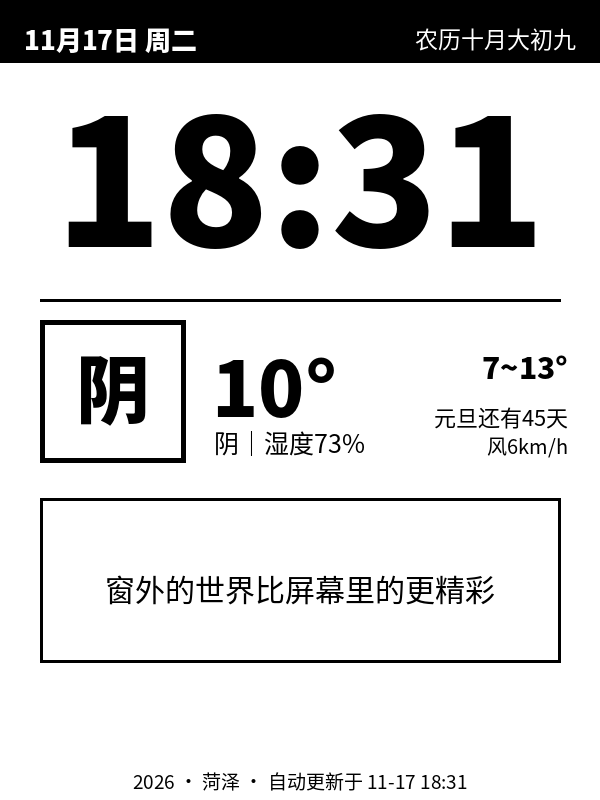 11月17日 周二
农历十月大初九
18:31
阴
10°
阴｜湿度73%
7~13°
元旦还有45天
风6km/h
窗外的世界比屏幕里的更精彩
2026 • 菏泽 • 自动更新于 11-17 18:31